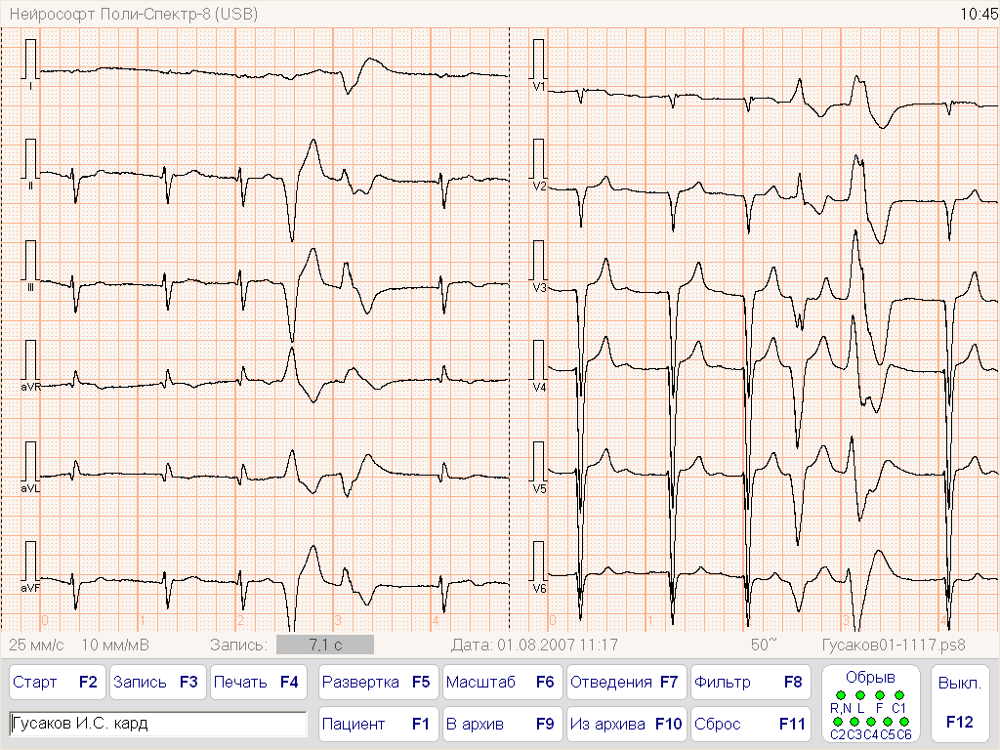 Нейрософт Поли-Спектр-8 (USB) 10:45
I V1
II V2
III V3
aVR V4
aVL V5
aVF V6
0 1 2 3 4 0 1 3 4
25 мм/с 10 мм/мВ Запись: 7,1 с Дата: 01.08.2007 11:17 50~ Гусаков01-1117.ps8
Старт F2 Запись F3 Печать F4 Развертка F5 Масштаб F6 Отведения F7 Фильтр F8 Обрыв Выкл.
R,N L F C1
Гусаков И.С. кард Пациент F1 В архив F9 Из архива F10 Сброс F11 F12
C2 C3 C4 C5 C6